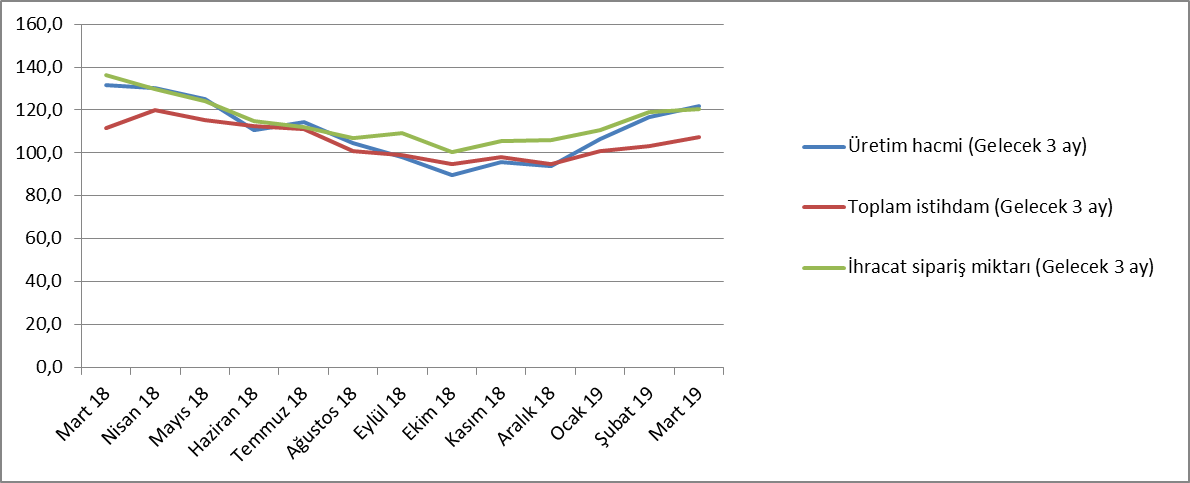 160,0
140,0
120,0
100,0
80,0
60,0
40,0
20,0
0,0
Mart 18
Nisan 18
Mayıs 18
Haziran 18
Temmuz 18
Ağustos 18
Eylül 18
Ekim 18
Kasım 18
Aralık 18
Ocak 19
Şubat 19
Mart 19
Üretim hacmi (Gelecek 3 ay)
Toplam istihdam (Gelecek 3 ay)
İhracat sipariş miktarı (Gelecek 3 ay)